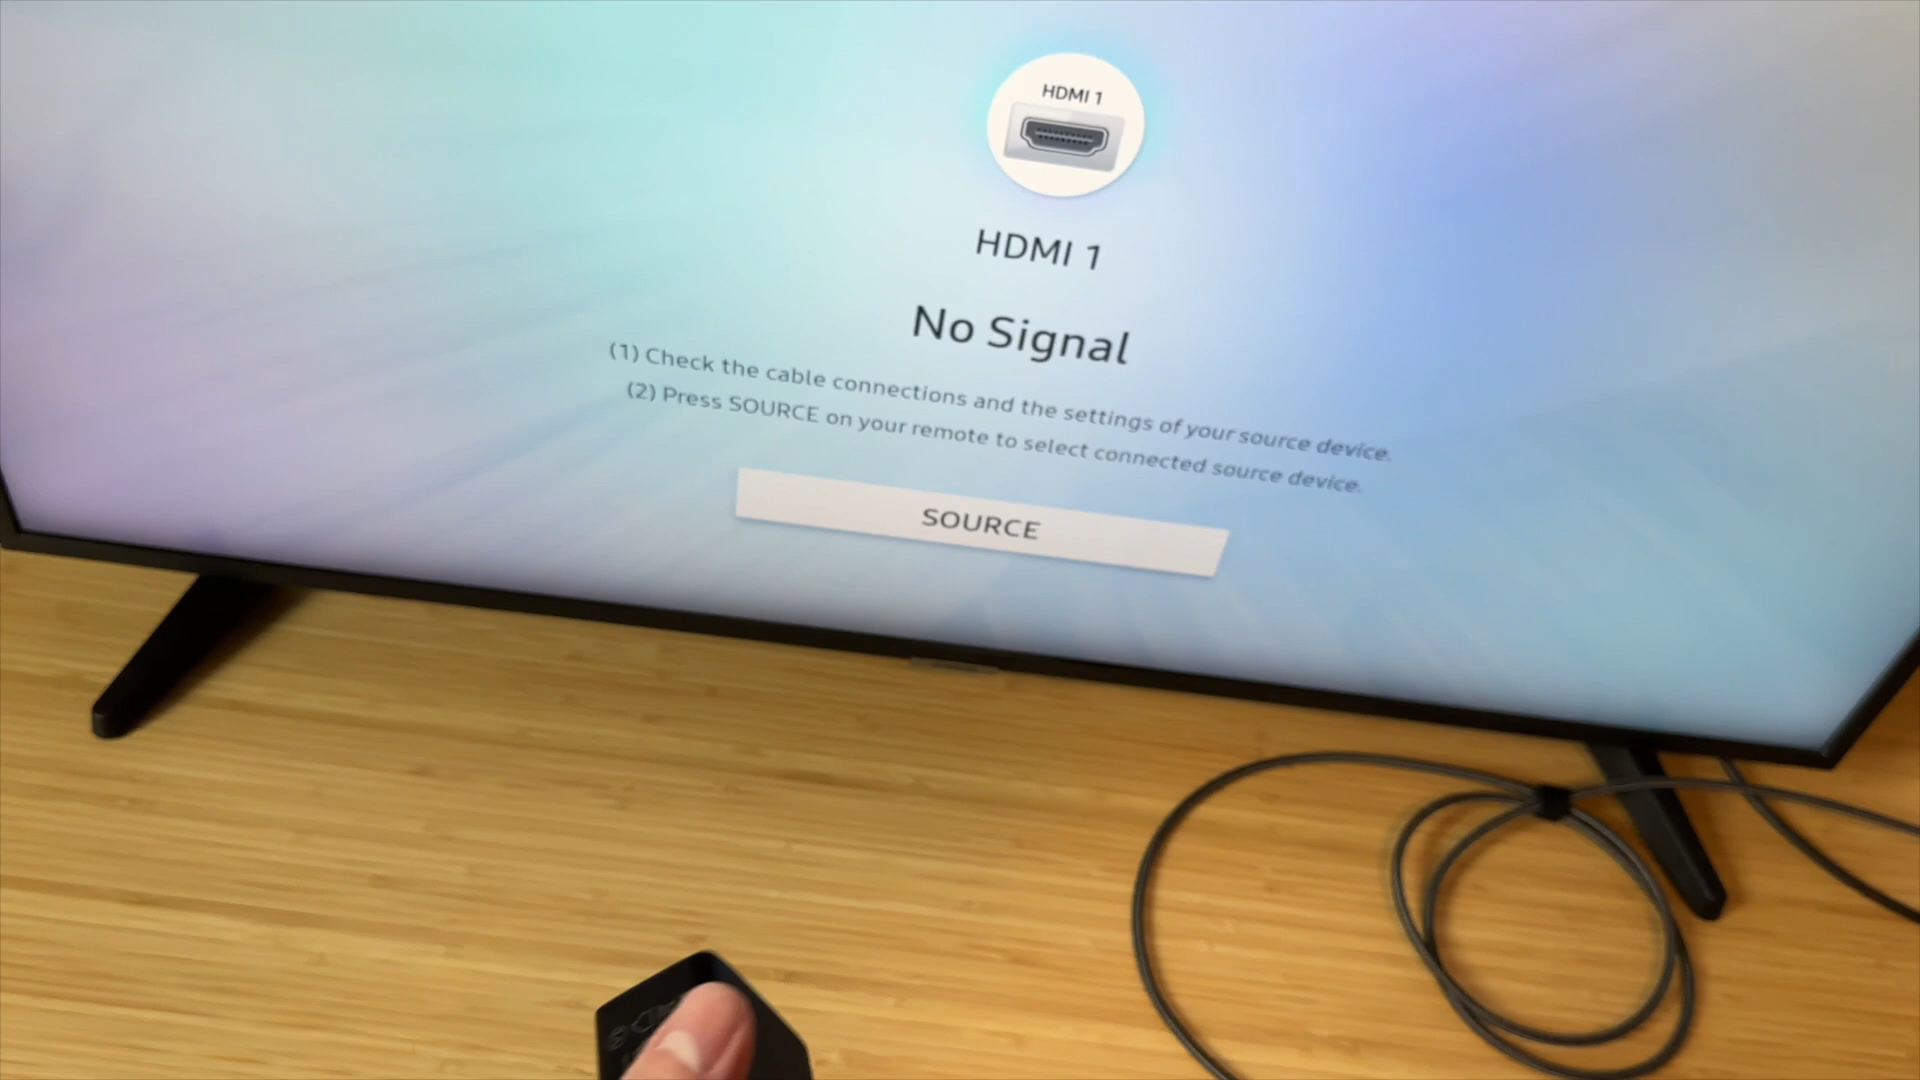 HDMI 1
HDMI 1
No Signal
(1) Check the cable connections and the settings of your source device.
(2) Press SOURCE on your remote to select connected source device.
SOURCE